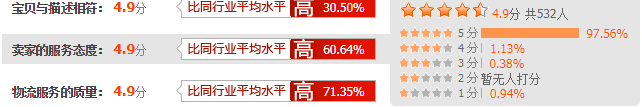 宝贝与描述相符： 4.9分 比同行业平均水平 高 30.50%
卖家的服务态度： 4.9分 比同行业平均水平 高 60.64%
物流服务的质量： 4.9分 比同行业平均水平 高 71.35%
4.9分 共532人
5 分 97.56%
4 分 1.13%
3 分 0.38%
2 分 暂无人打分
1 分 0.94%